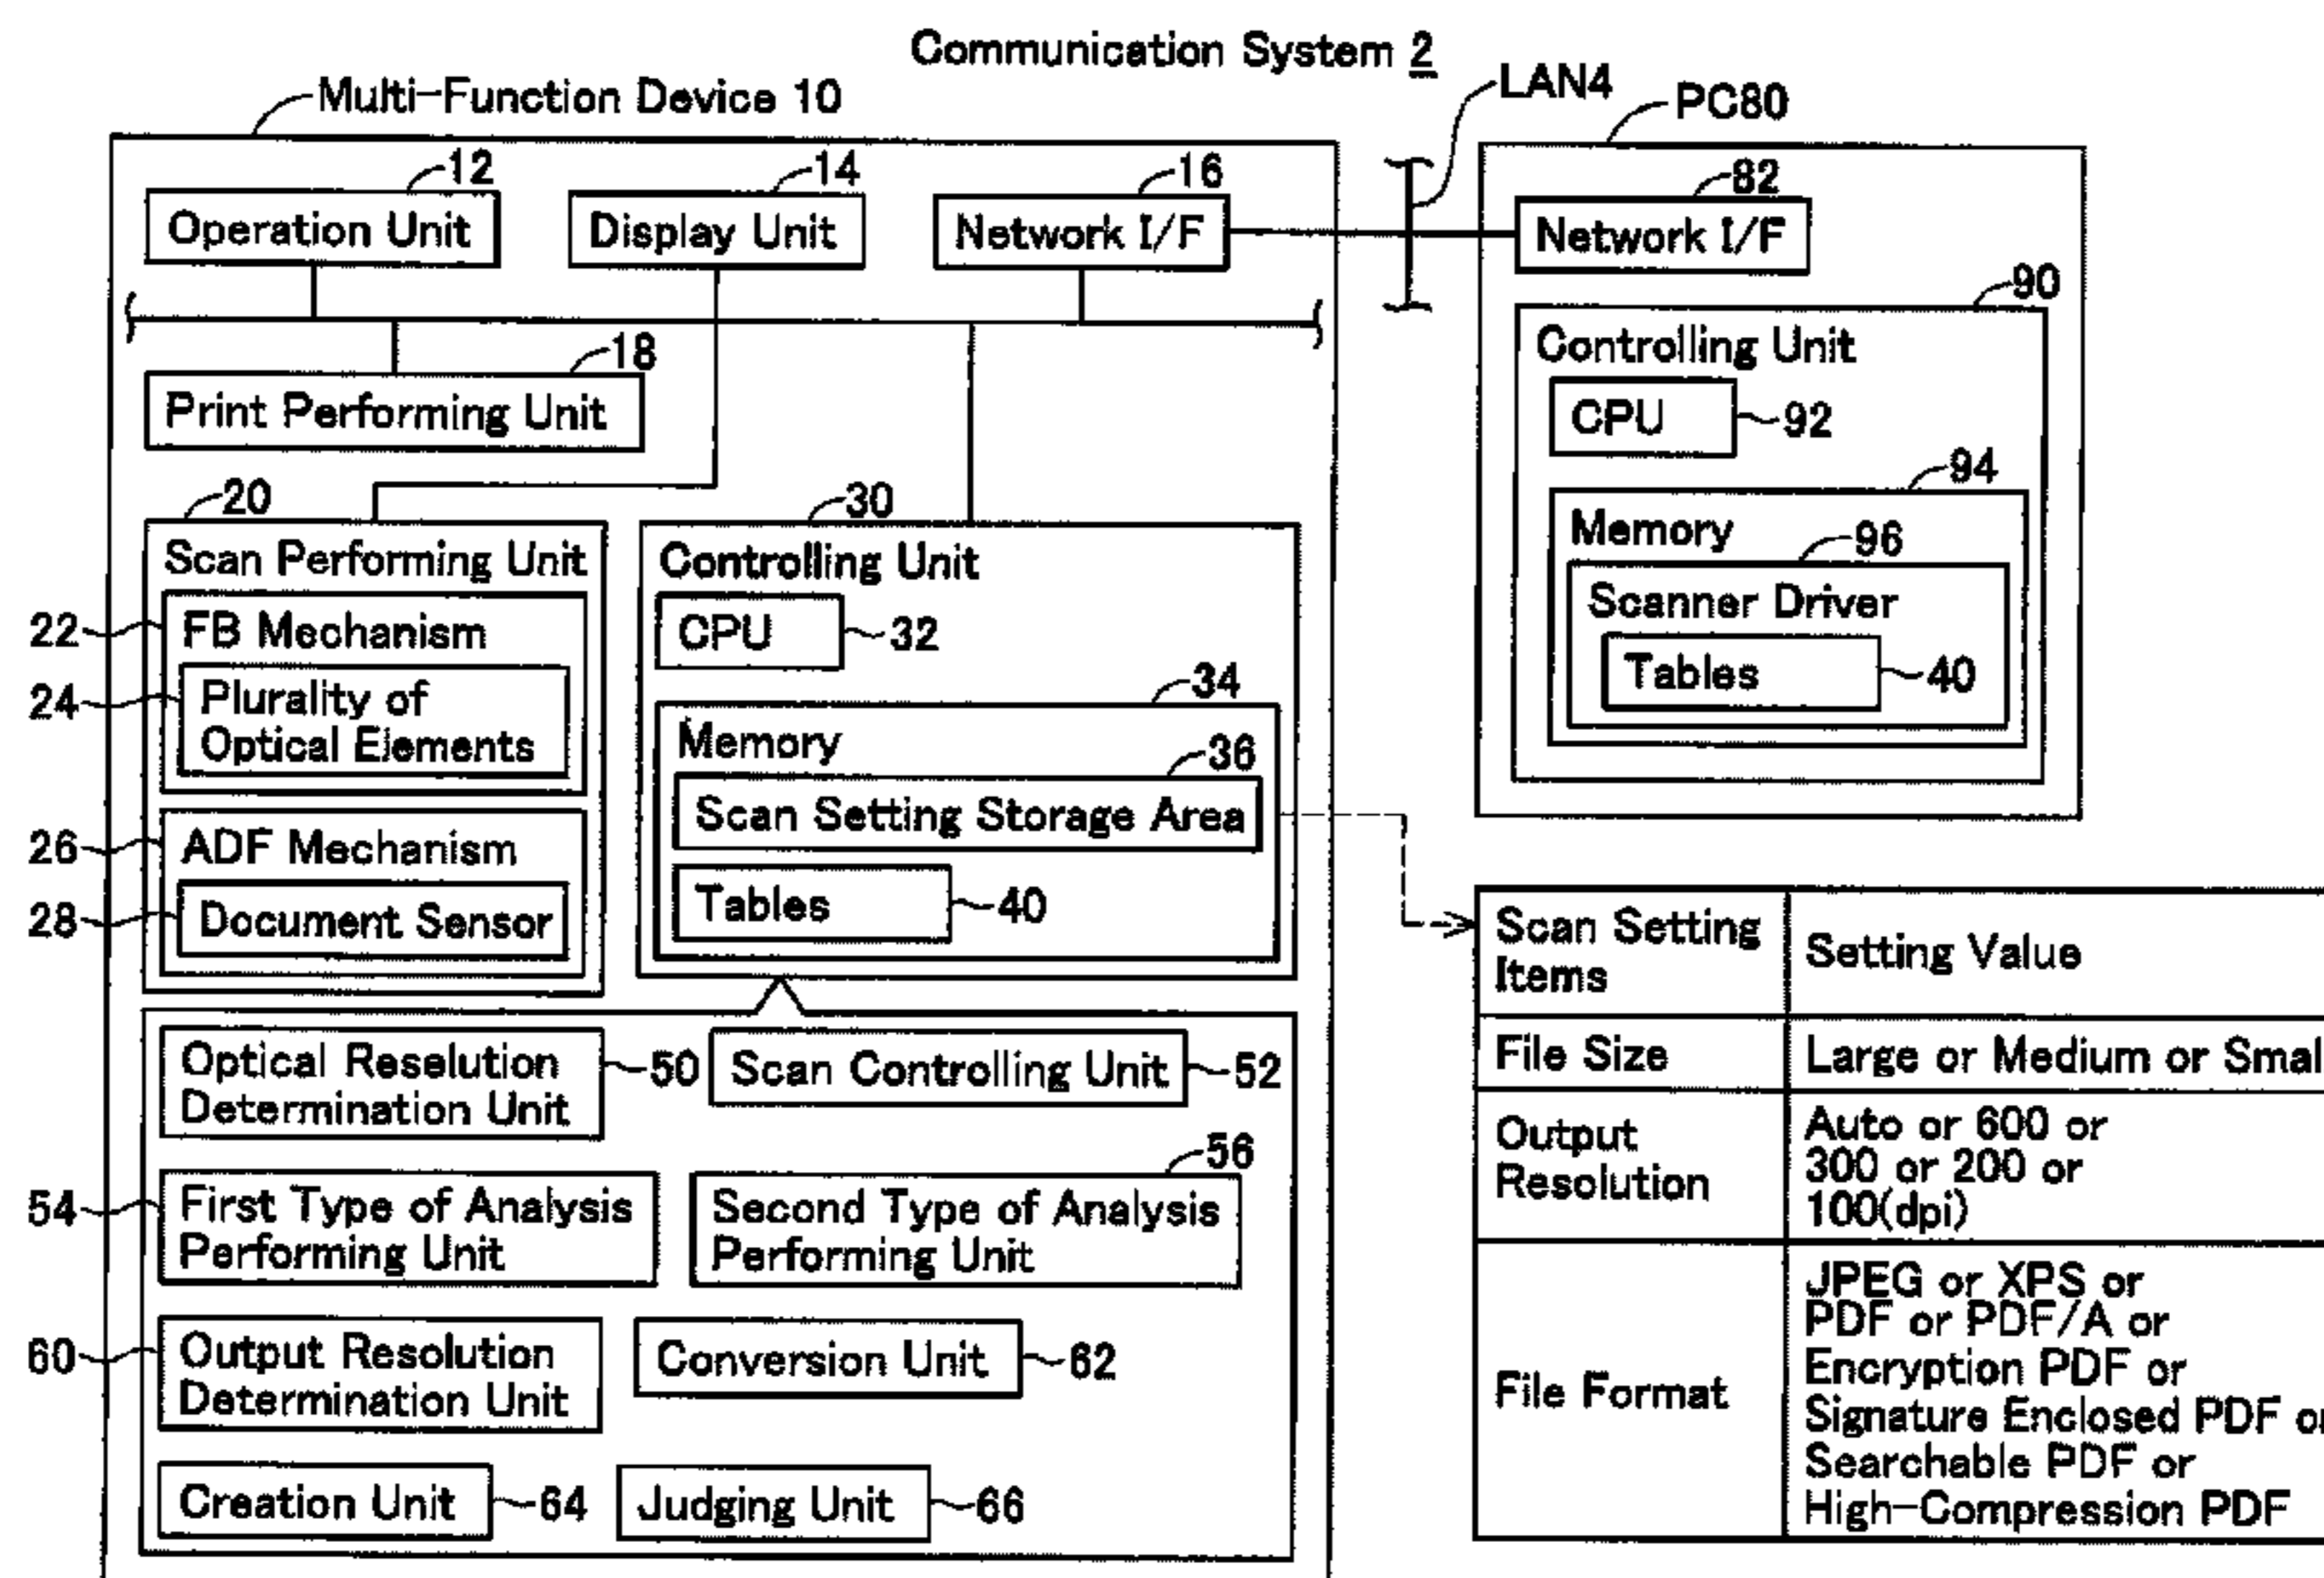 Communication System 2
Multi-Function Device 10
LAN4
PC80
12
14
16
82
Operation Unit
Display Unit
Network I/F
Network I/F
90
18
Controlling Unit
Print Performing Unit
CPU
92
94
20
30
Memory
96
Scan Performing Unit
Controlling Unit
Scanner Driver
22
FB Mechanism
CPU
32
Tables
40
24
Plurality of
Optical Elements
34
Memory
36
Scan Setting Storage Area
26
ADF Mechanism
Tables
40
28
Document Sensor
Scan Setting
Items
Setting Value
Optical Reselution
Determination Unit
50
Scan Controlling Unit
52
File Size
Large or Medium or Small
Output
Resolution
Auto or 600 or
300 or 200 or
100(dpi)
54
First Type of Analysis
Performing Unit
56
Second Type of Analysis
Performing Unit
File Format
JPEG or XPS or
PDF or PDF/A or
Encryption PDF or
Signature Enclosed PDF or
Searchable PDF or
High-Compression PDF
60
Output Resolution
Determination Unit
Conversion Unit
62
Creation Unit
64
Judging Unit
66